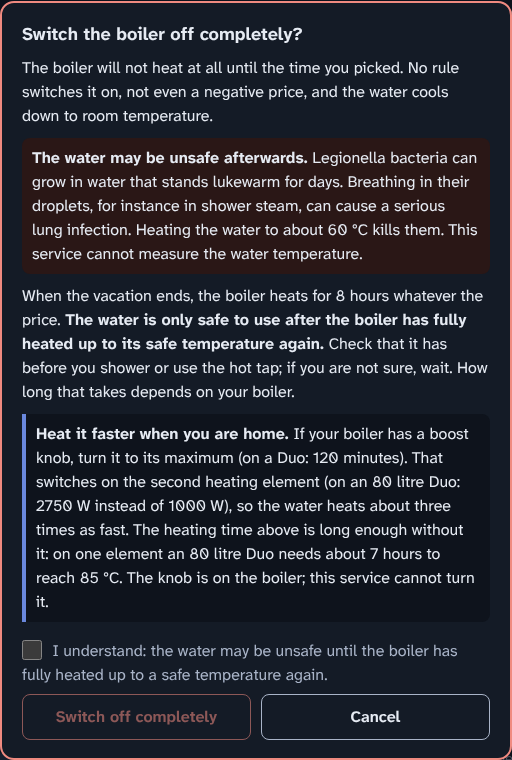 Switch the boiler off completely?
The boiler will not heat at all until the time you picked. No rule
switches it on, not even a negative price, and the water cools
down to room temperature.
The water may be unsafe afterwards. Legionella bacteria can
grow in water that stands lukewarm for days. Breathing in their
droplets, for instance in shower steam, can cause a serious
lung infection. Heating the water to about 60 °C kills them. This
service cannot measure the water temperature.
When the vacation ends, the boiler heats for 8 hours whatever the
price. The water is only safe to use after the boiler has fully
heated up to its safe temperature again. Check that it has
before you shower or use the hot tap; if you are not sure, wait. How
long that takes depends on your boiler.
Heat it faster when you are home. If your boiler has a boost
knob, turn it to its maximum (on a Duo: 120 minutes). That
switches on the second heating element (on an 80 litre Duo:
2750 W instead of 1000 W), so the water heats about three
times as fast. The heating time above is long enough without
it: on one element an 80 litre Duo needs about 7 hours to
reach 85 °C. The knob is on the boiler; this service cannot turn
it.
I understand: the water may be unsafe until the boiler has
fully heated up to a safe temperature again.
Switch off completely
Cancel